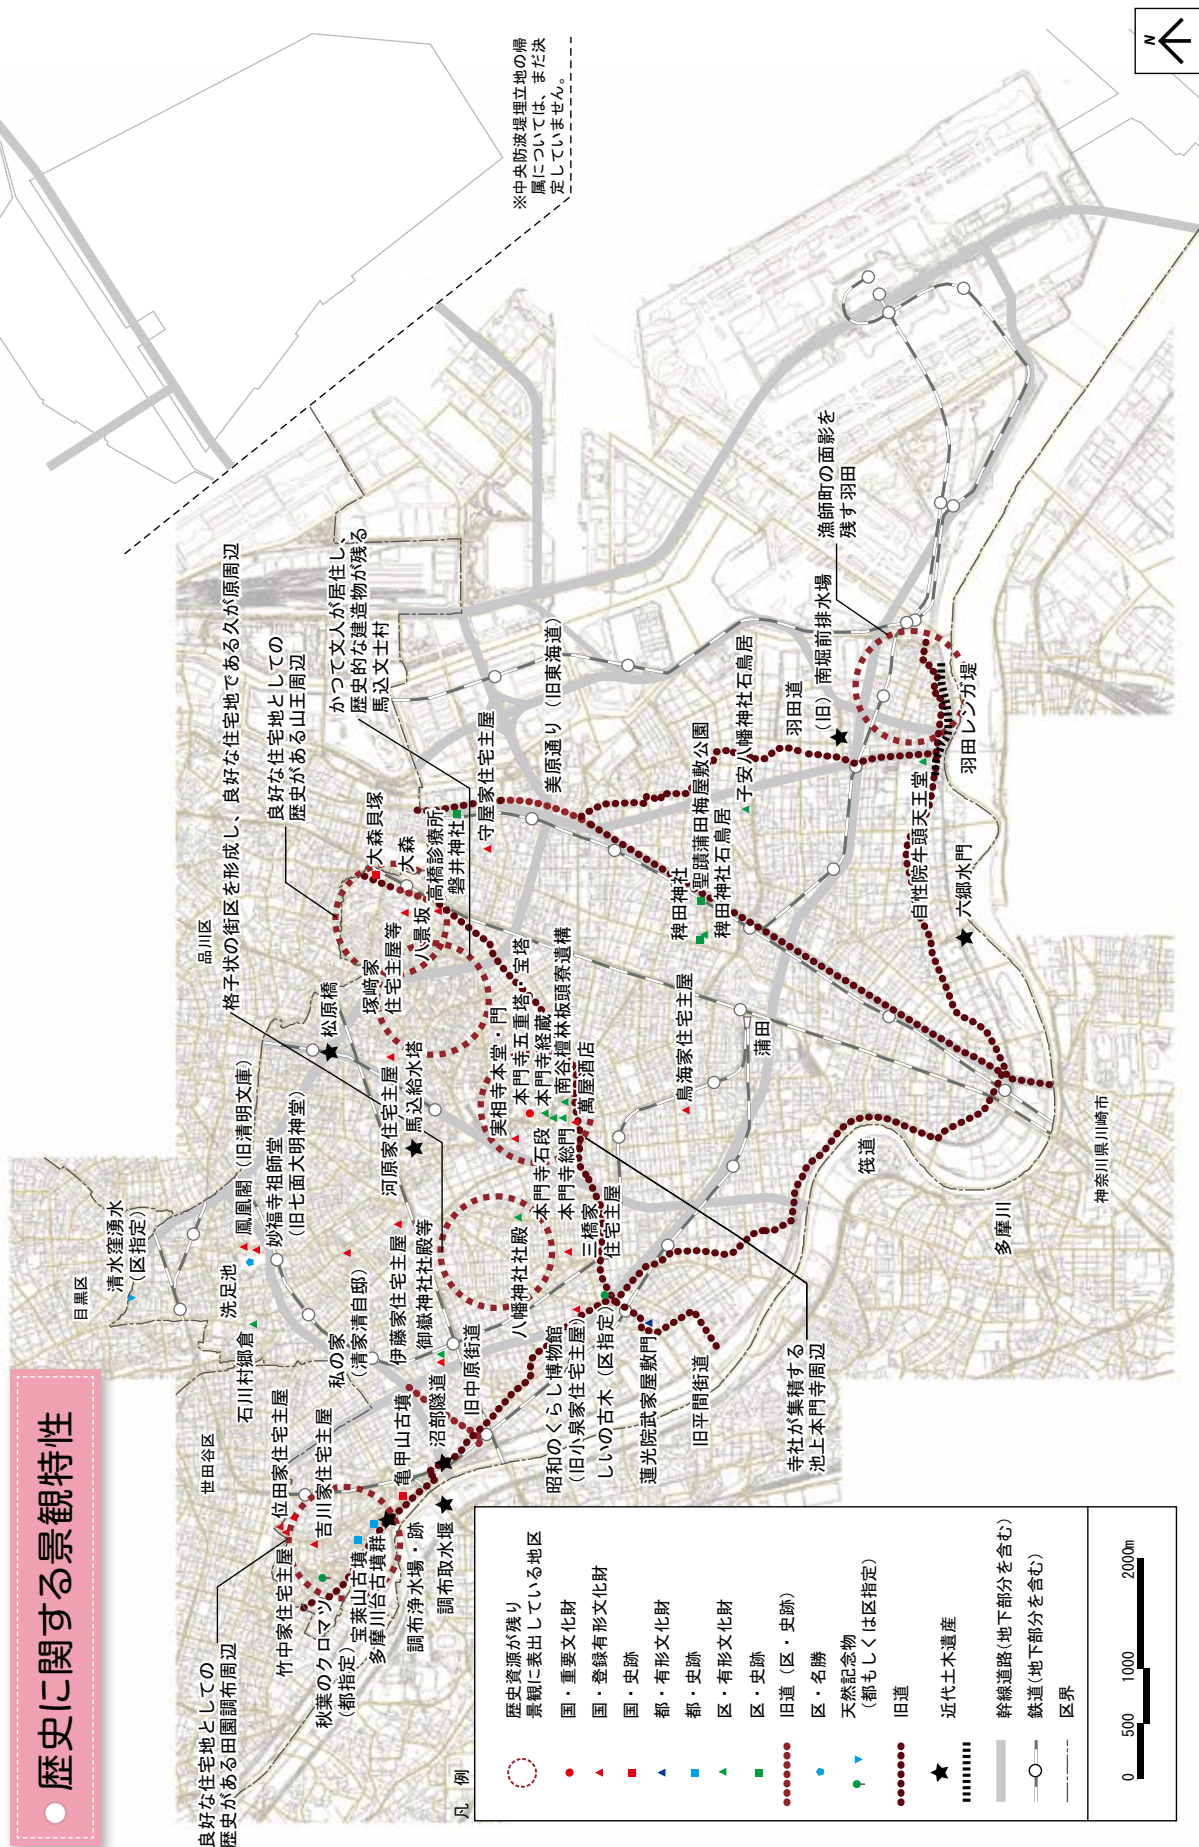 歴史に関する景観特性
※中央防波堤埋立地の帰
属については、まだ決
定していません。
N
目黒区
品川区
世田谷区
神奈川県川崎市
多摩川
格子状の街区を形成し、良好な住宅地である久が原周辺
良好な住宅地としての
歴史がある山王周辺
かつて文人が居住し、
歴史的な建造物が残る
馬込文士村
漁師町の面影を
残す羽田
寺社が集積する
池上本門寺周辺
良好な住宅地としての
歴史がある田園調布周辺
清水窪湧水
(区指定)
洗足池
鳳凰閣（旧清明文庫）
妙福寺祖師堂
（旧七面大明神堂）
石川村郷倉
私の家
（清家清自邸）
伊藤家住宅主屋
御嶽神社社殿等
沼部隧道
旧中原街道
亀甲山古墳
位田家住宅主屋
吉川家住宅主屋
竹中家住宅主屋
秋葉のクロマツ
(都指定)
宝萊山古墳
多摩川台古墳群
調布浄水場・跡
調布取水堰
松原橋
河原家住宅主屋
馬込給水塔
塚﨑家
住宅主屋等
大森貝塚
大森
八景坂
高橋診療所
磐井神社
守屋家住宅主屋
美原通り（旧東海道）
実相寺本堂・門
本門寺五重塔・宝塔
本門寺経蔵
南谷檀林板頭寮遺構
萬屋酒店
本門寺石段
本門寺総門
三橋家
住宅主屋
八幡神社社殿
昭和のくらし博物館
（旧小泉家住宅主屋）
しいの古木（区指定）
蓮光院武家屋敷門
旧平間街道
鳥海家住宅主屋
蒲田
稗田神社
聖蹟蒲田梅屋敷公園
稗田神社石鳥居
子安八幡神社石鳥居
羽田道
（旧）南堀前排水場
自性院牛頭天王堂
羽田レンガ堤
六郷水門
筏道
凡 例
歴史資源が残り
景観に表出している地区
国・重要文化財
国・登録有形文化財
国・史跡
都・有形文化財
都・史跡
区・有形文化財
区・史跡
旧道（区・史跡）
区・名勝
天然記念物
（都もしくは区指定）
旧道
近代土木遺産
幹線道路(地下部分を含む)
鉄道(地下部分を含む)
区界
0 500 1000 2000m